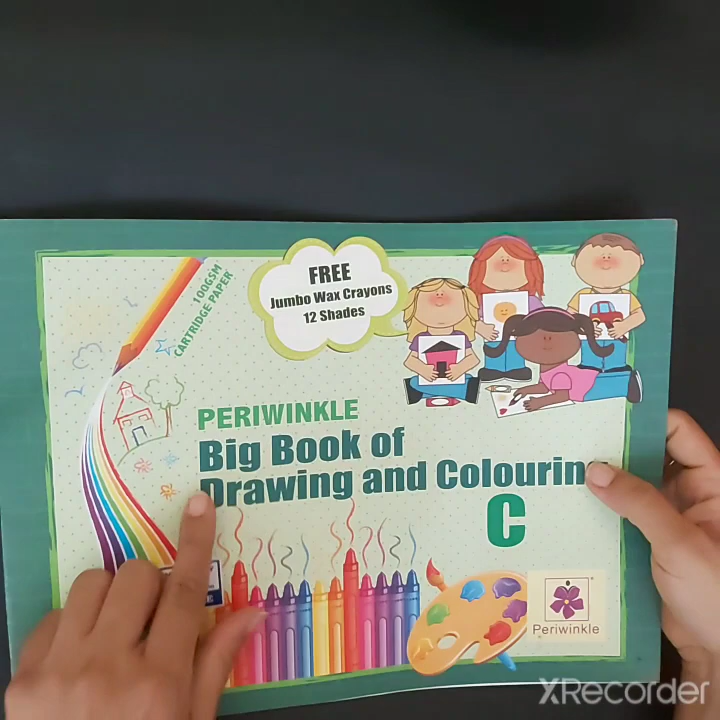 FREE
Jumbo Wax Crayons
12 Shades
100GSM
CARTRIDGE PAPER
PERIWINKLE
Big Book of
Drawing and Colourin
C
Periwinkle
XRecorder